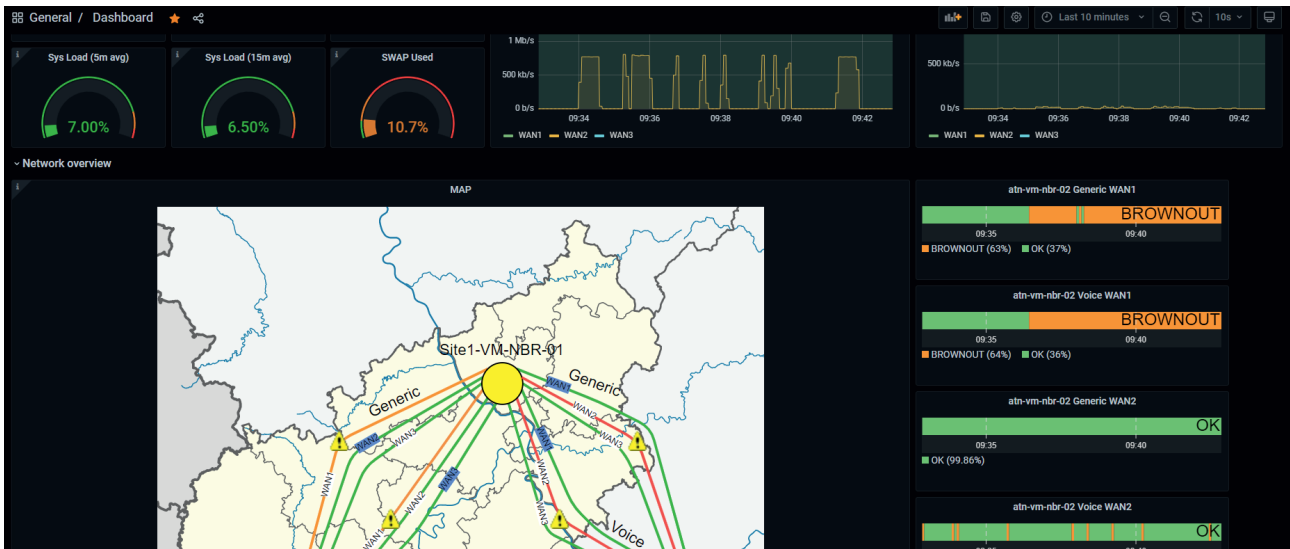 General / Dashboard
Last 10 minutes
10s
Sys Load (5m avg)
7.00%
Sys Load (15m avg)
6.50%
SWAP Used
10.7%
1 Mb/s
500 kb/s
0 b/s
09:34 09:36 09:38 09:40 09:42
WAN1 WAN2 WAN3
500 kb/s
0 b/s
09:34 09:36 09:38 09:40 09:42
WAN1 WAN2 WAN3
Network overview
MAP
Site1-VM-NBR-01
Generic
Generic
WAN1
WAN2
WAN3
WAN2
WAN3
WAN1
WAN1
WAN2
WAN3
WAN1
WAN2
WAN3
Voice
atn-vm-nbr-02 Generic WAN1
BROWNOUT
09:35 09:40
BROWNOUT (63%) OK (37%)
atn-vm-nbr-02 Voice WAN1
BROWNOUT
09:35 09:40
BROWNOUT (64%) OK (36%)
atn-vm-nbr-02 Generic WAN2
OK
09:35 09:40
OK (99.86%)
atn-vm-nbr-02 Voice WAN2
OK